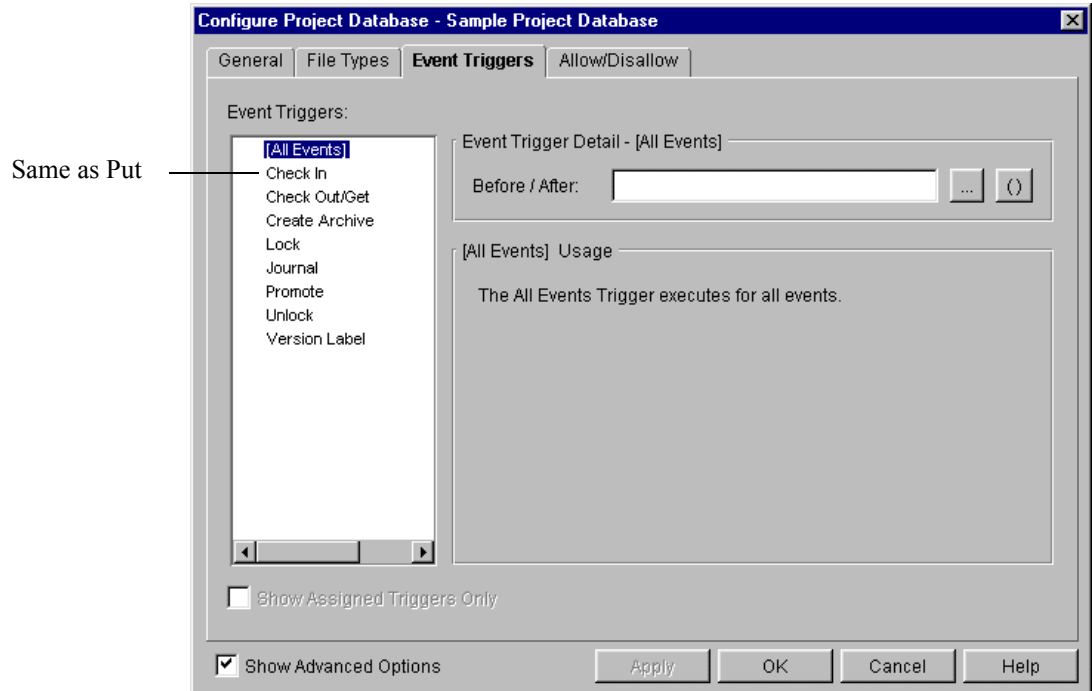 Configure Project Database - Sample Project Database
General File Types Event Triggers Allow/Disallow
Event Triggers:
[All Events]
Check In
Check Out/Get
Create Archive
Lock
Journal
Promote
Unlock
Version Label
Same as Put
Event Trigger Detail - [All Events]
Before / After: ... ()
[All Events] Usage
The All Events Trigger executes for all events.
Show Assigned Triggers Only
Show Advanced Options
Apply OK Cancel Help